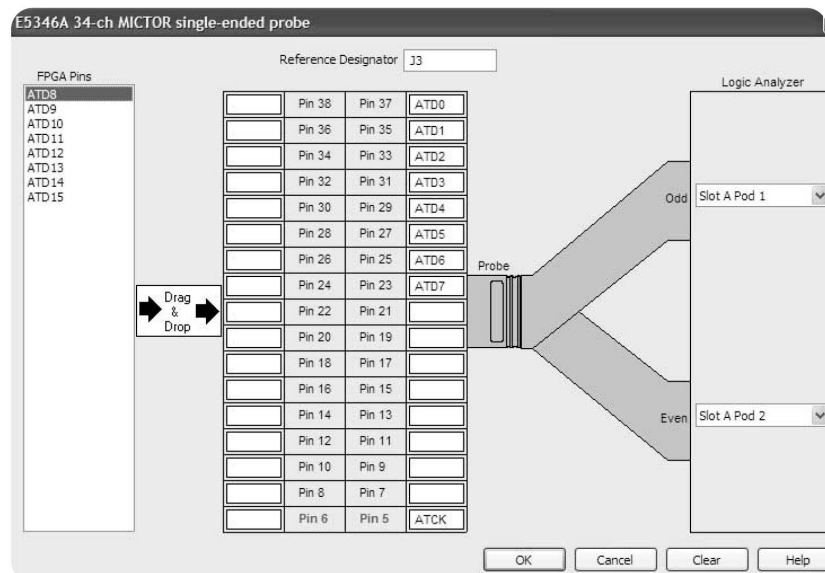 E5346A 34-ch MICTOR single-ended probe
Reference Designator J3
FPGA Pins
ATD8
ATD9
ATD10
ATD11
ATD12
ATD13
ATD14
ATD15
Drag
&
Drop
Pin 38 Pin 37 ATD0
Pin 36 Pin 35 ATD1
Pin 34 Pin 33 ATD2
Pin 32 Pin 31 ATD3
Pin 30 Pin 29 ATD4
Pin 28 Pin 27 ATD5
Pin 26 Pin 25 ATD6
Pin 24 Pin 23 ATD7
Pin 22 Pin 21
Pin 20 Pin 19
Pin 18 Pin 17
Pin 16 Pin 15
Pin 14 Pin 13
Pin 12 Pin 11
Pin 10 Pin 9
Pin 8 Pin 7
Pin 6 Pin 5 ATCK
Probe
Logic Analyzer
Odd Slot A Pod 1
Even Slot A Pod 2
OK Cancel Clear Help